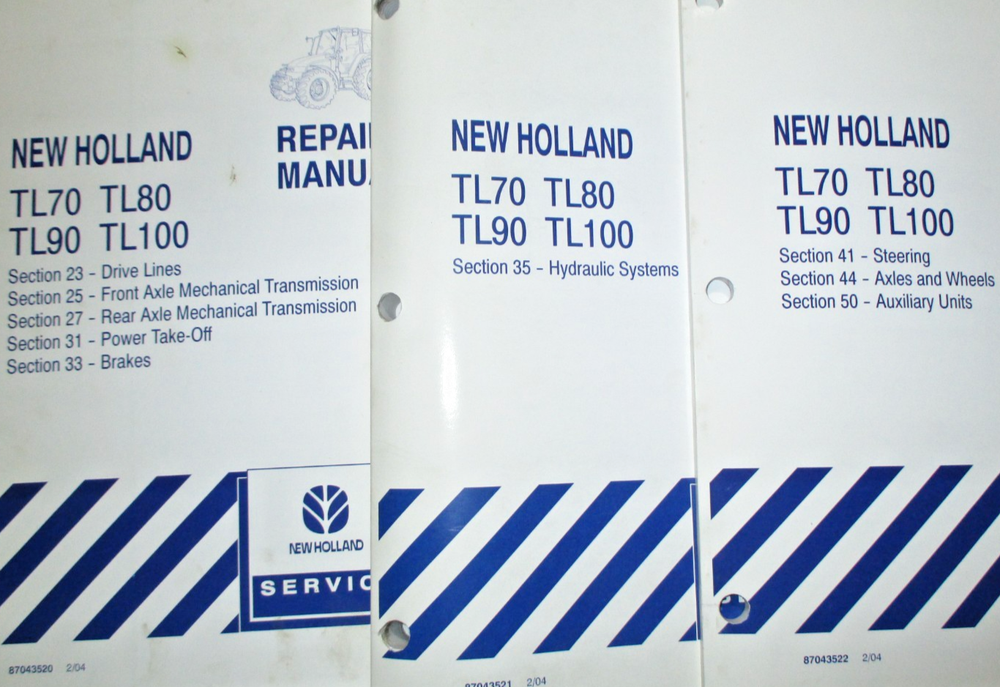 NEW HOLLAND
REPAI
MANUA
TL70 TL80
TL90 TL100
Section 23 - Drive Lines
Section 25 - Front Axle Mechanical Transmission
Section 27 - Rear Axle Mechanical Transmission
Section 31 - Power Take-Off
Section 33 - Brakes
NEW HOLLAND
SERVIC
87043520 2/04
NEW HOLLAND
TL70 TL80
TL90 TL100
Section 35 - Hydraulic Systems
87043521 2/04
NEW HOLLAND
TL70 TL80
TL90 TL100
Section 41 - Steering
Section 44 - Axles and Wheels
Section 50 - Auxiliary Units
87043522 2/04